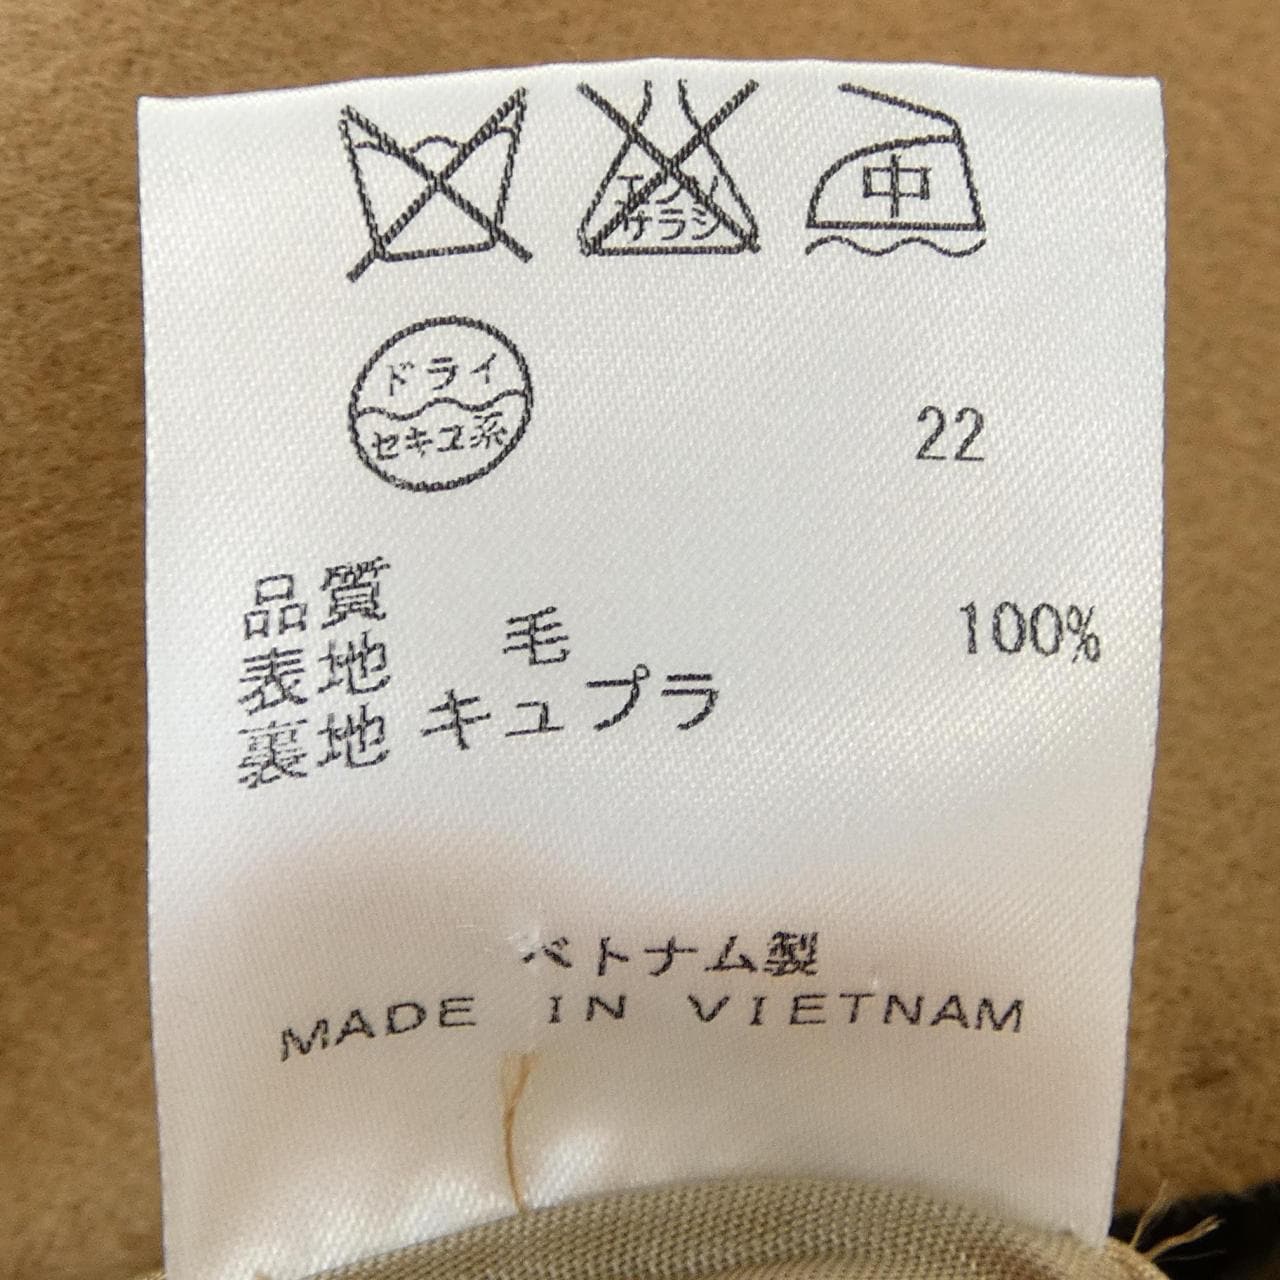 エンソ
サラシ
中
ドライ
セキユ系
22
品質
表地 毛 100%
裏地 キュプラ
ベトナム製
MADE IN VIETNAM